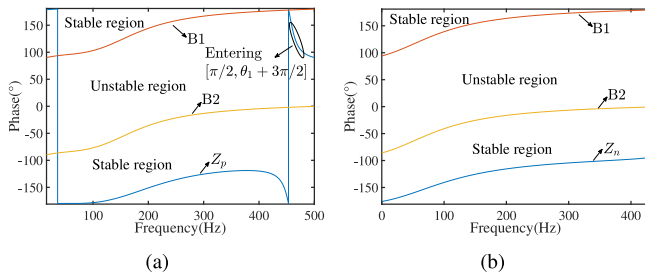 Phase(°)
150
100
50
0
-50
-100
-150
Stable region
B1
Entering
[π/2, θ₁ + 3π/2]
Unstable region
B2
Stable region
Zₚ
100
200
300
400
500
Frequency(Hz)
(a)
Phase(°)
150
100
50
0
-50
-100
-150
Stable region
B1
Unstable region
B2
Stable region
Zₙ
0
100
200
300
400
Frequency(Hz)
(b)